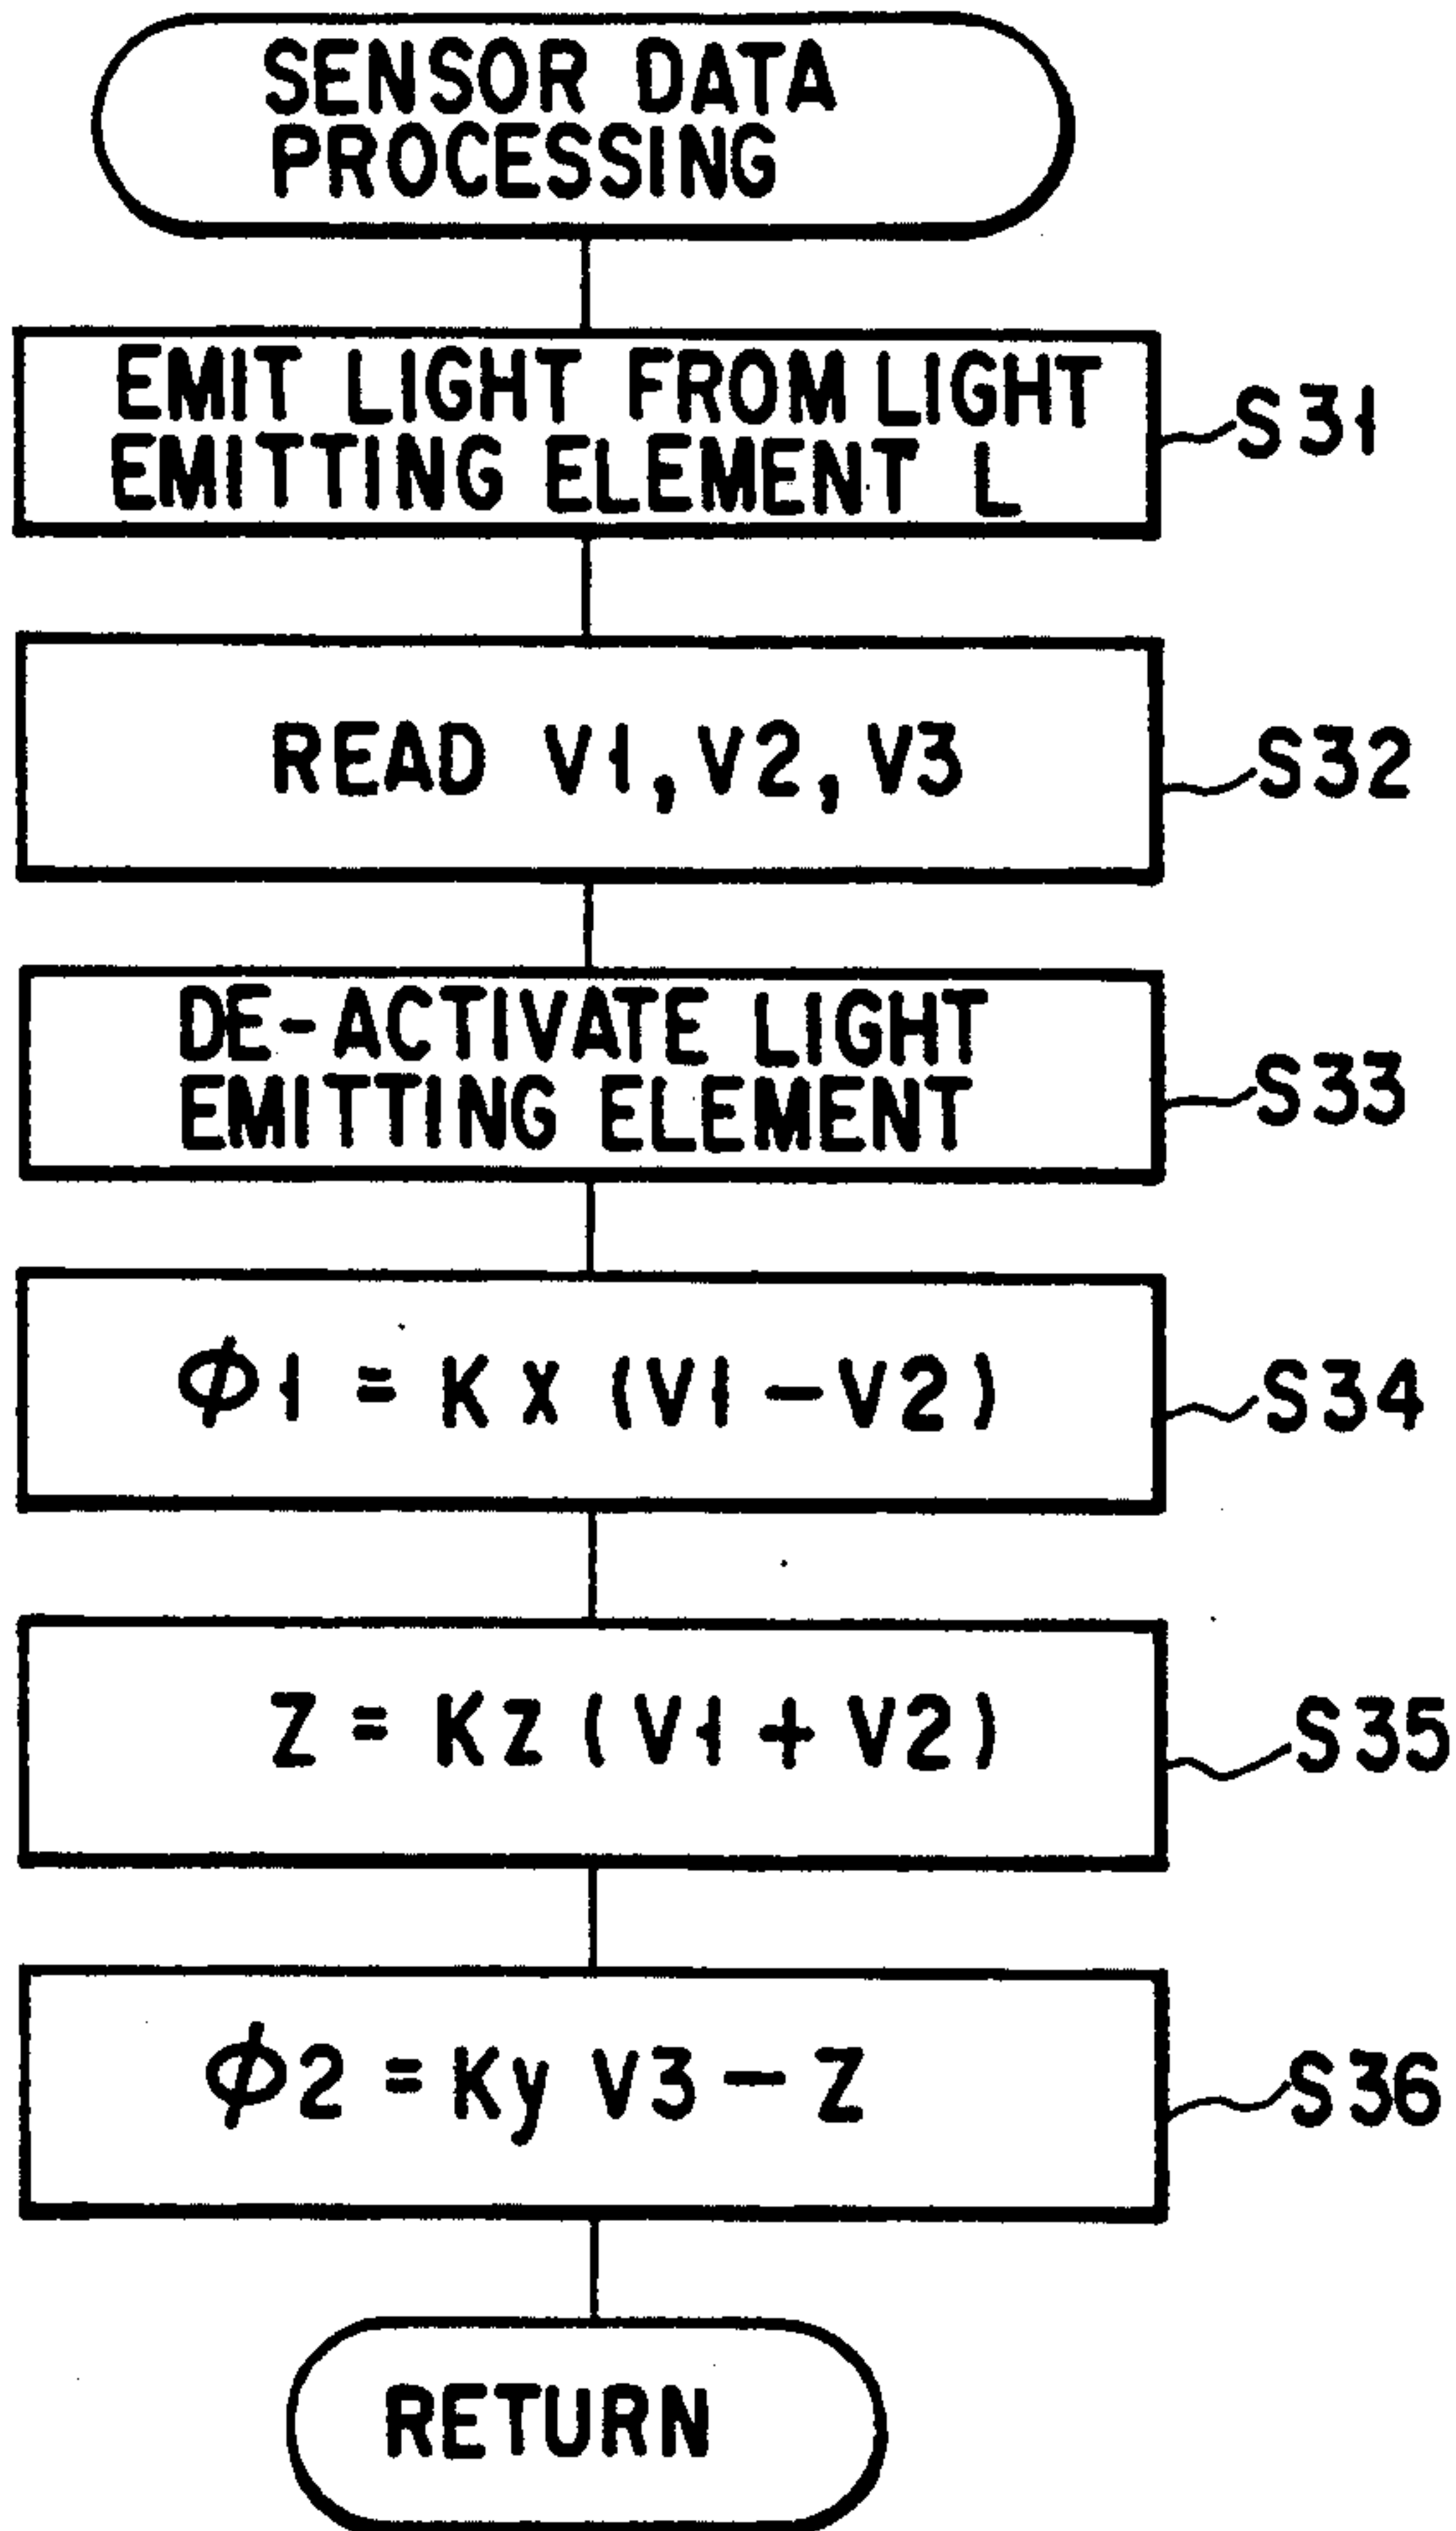 SENSOR DATA
PROCESSING
EMIT LIGHT FROM LIGHT
EMITTING ELEMENT L
S31
READ V1, V2, V3
S32
DE-ACTIVATE LIGHT
EMITTING ELEMENT
S33
ϕ1 = KX (V1-V2)
S34
Z = KZ (V1+V2)
S35
ϕ2 = Ky V3-Z
S36
RETURN